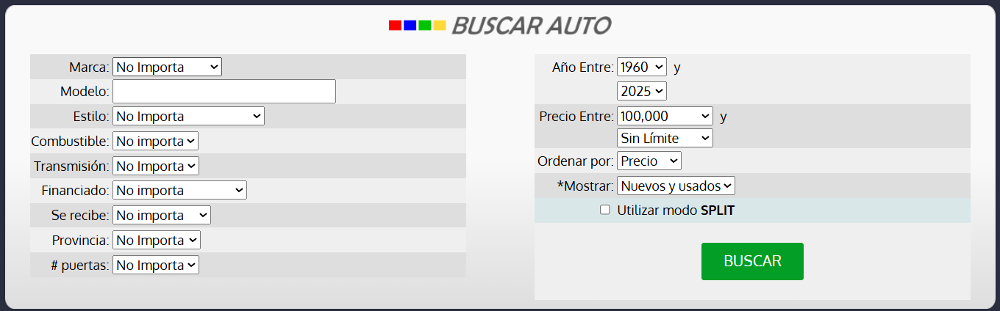 BUSCAR AUTO
Marca: No Importa
Modelo:
Estilo: No Importa
Combustible: No importa
Transmisión: No Importa
Financiado: No importa
Se recibe: No importa
Provincia: No Importa
# puertas: No Importa
Año Entre: 1960 y
2025
Precio Entre: 100,000 y
Sin Límite
Ordenar por: Precio
*Mostrar: Nuevos y usados
Utilizar modo SPLIT
BUSCAR